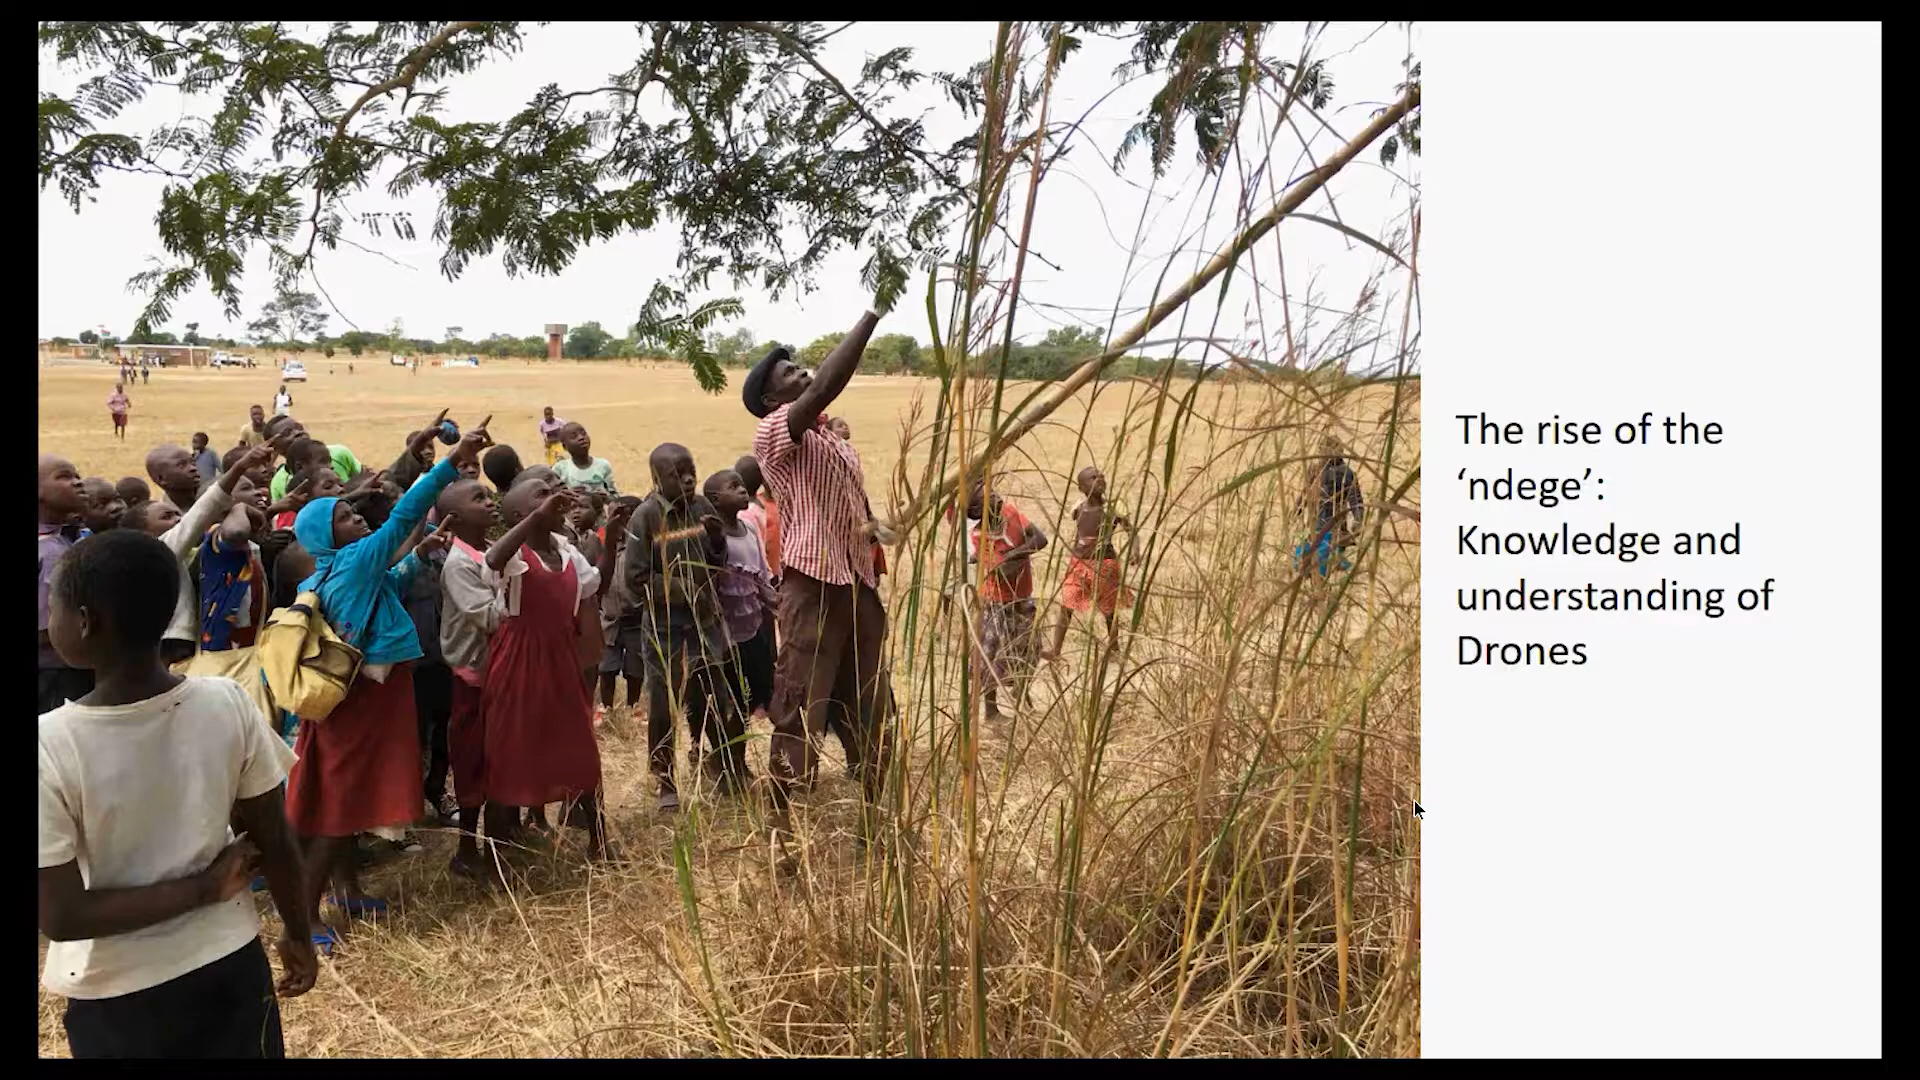 The rise of the
‘ndege’:
Knowledge and
understanding of
Drones